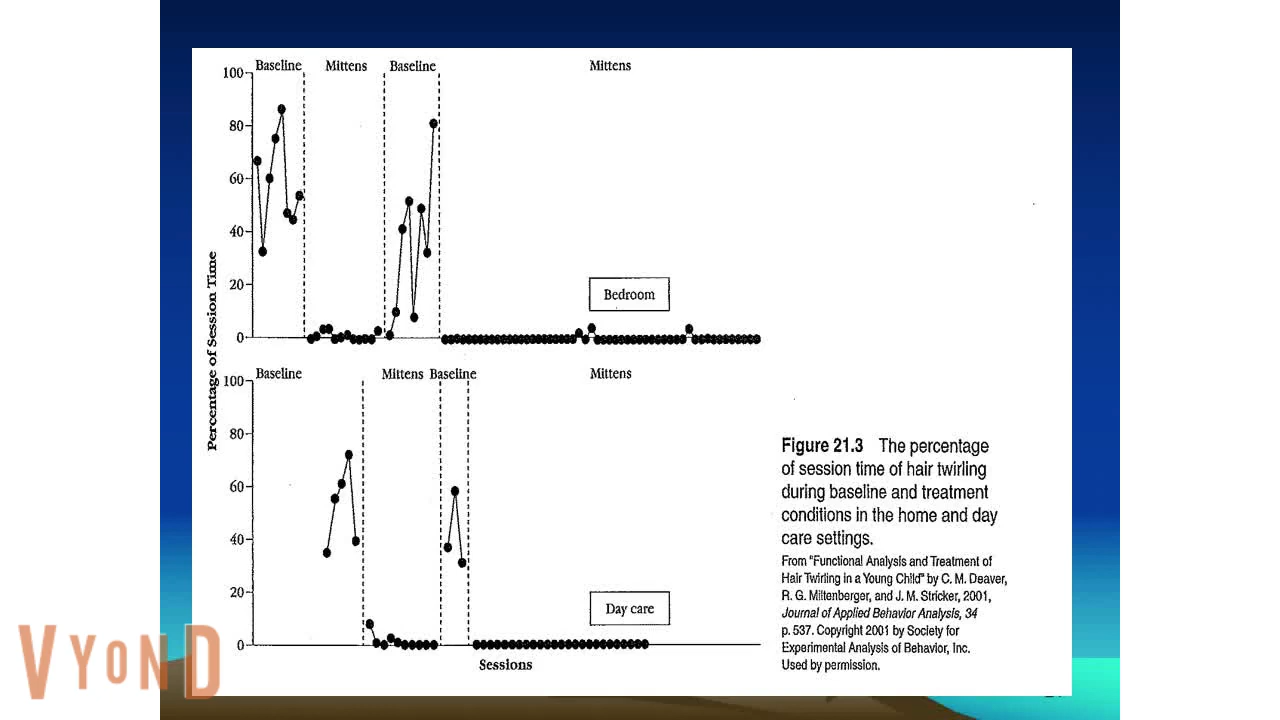 Baseline Mittens Baseline Mittens
100
80
60
40
20
0
Bedroom
Percentage of Session Time
Baseline Mittens Baseline Mittens
100
80
60
40
20
0
Day care
Sessions
Figure 21.3 The percentage
of session time of hair twirling
during baseline and treatment
conditions in the home and day
care settings.
From "Functional Analysis and Treatment of
Hair Twirling in a Young Child" by C. M. Deaver,
R. G. Miltenberger, and J. M. Stricker, 2001,
Journal of Applied Behavior Analysis, 34
p. 537. Copyright 2001 by Society for
Experimental Analysis of Behavior, Inc.
Used by permission.
VYOND